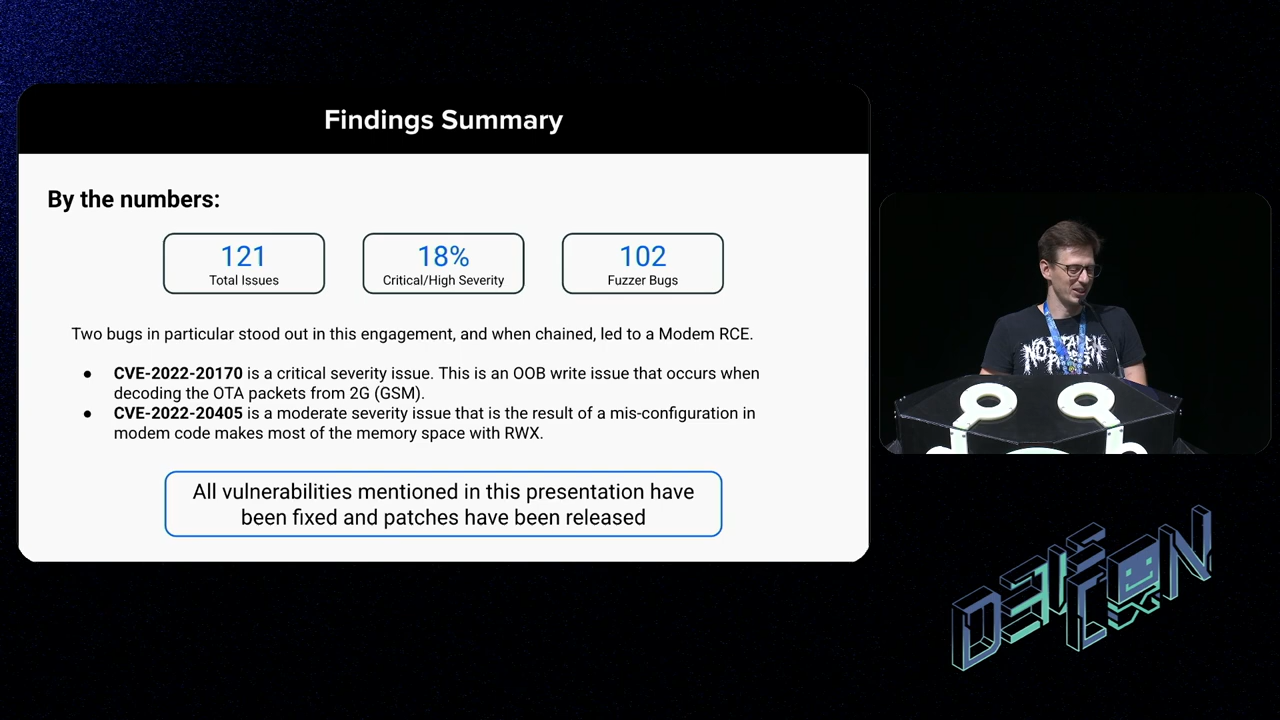 Findings Summary
By the numbers:
121
Total Issues
18%
Critical/High Severity
102
Fuzzer Bugs
Two bugs in particular stood out in this engagement, and when chained, led to a Modem RCE.
● CVE-2022-20170 is a critical severity issue. This is an OOB write issue that occurs when
decoding the OTA packets from 2G (GSM).
● CVE-2022-20405 is a moderate severity issue that is the result of a mis-configuration in
modem code makes most of the memory space with RWX.
All vulnerabilities mentioned in this presentation have
been fixed and patches have been released
DEF
CON